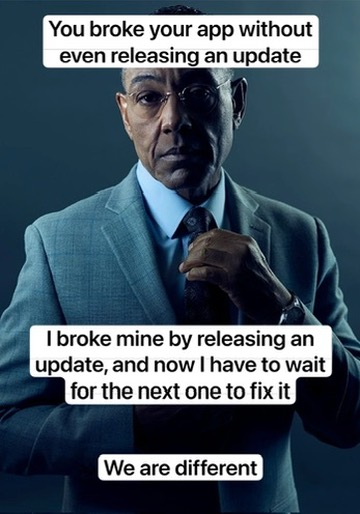 You broke your app without
even releasing an update
I broke mine by releasing an
update, and now I have to wait
for the next one to fix it
We are different